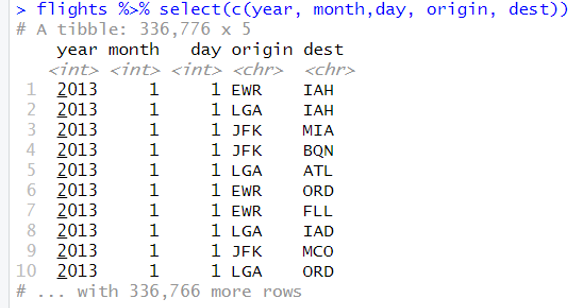 > flights %>% select(c(year, month,day, origin, dest))
# A tibble: 336,776 x 5
year month day origin dest
<int> <int> <int> <chr> <chr>
1 2013 1 1 EWR IAH
2 2013 1 1 LGA IAH
3 2013 1 1 JFK MIA
4 2013 1 1 JFK BQN
5 2013 1 1 LGA ATL
6 2013 1 1 EWR ORD
7 2013 1 1 EWR FLL
8 2013 1 1 LGA IAD
9 2013 1 1 JFK MCO
10 2013 1 1 LGA ORD
# ... with 336,766 more rows